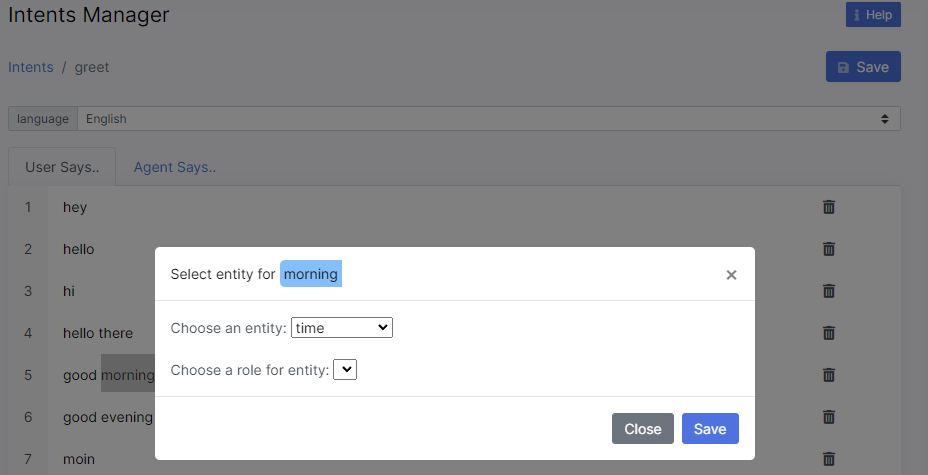 Intents Manager
Help
Intents / greet
Save
language English
User Says.. Agent Says..
1 hey
2 hello
3 hi
4 hello there
5 good morning
6 good evening
7 moin
Select entity for morning ×
Choose an entity: time
Choose a role for entity:
Close Save